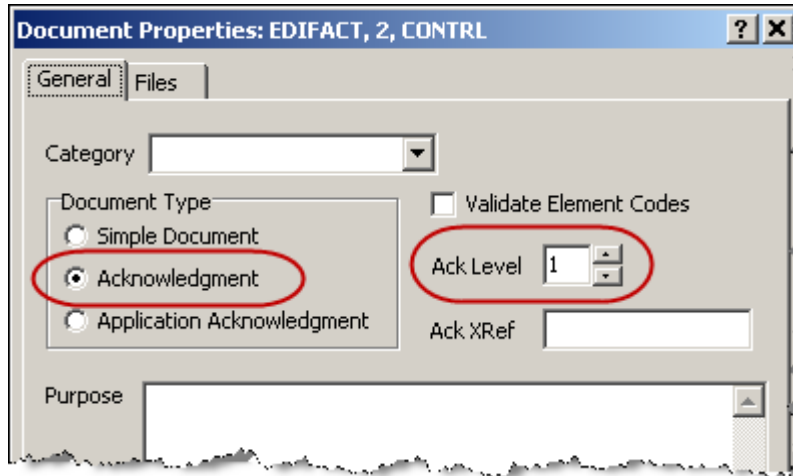 Document Properties: EDIFACT, 2, CONTRL
General Files
Category
Document Type
Validate Element Codes
Simple Document
Acknowledgment
Ack Level 1
Application Acknowledgment
Ack XRef
Purpose